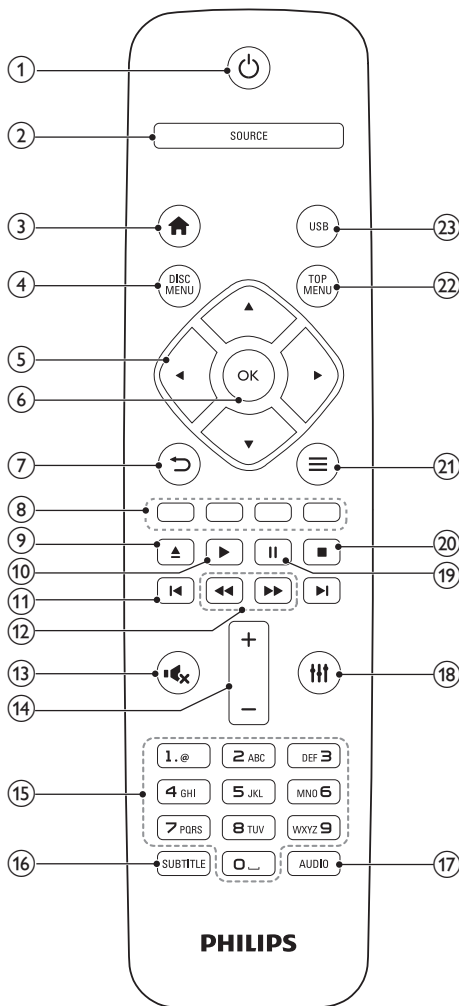 1
2
SOURCE
3
USB
23
4
DISC
MENU
TOP
MENU
22
5
6
OK
7
21
8
9
20
10
19
11
12
13
+
18
14
−
15
1.@
2 ABC
DEF 3
4 GHI
5 JKL
MNO 6
7 PQRS
8 TUV
WXYZ 9
16
SUBTITLE
0
AUDIO
17
PHILIPS